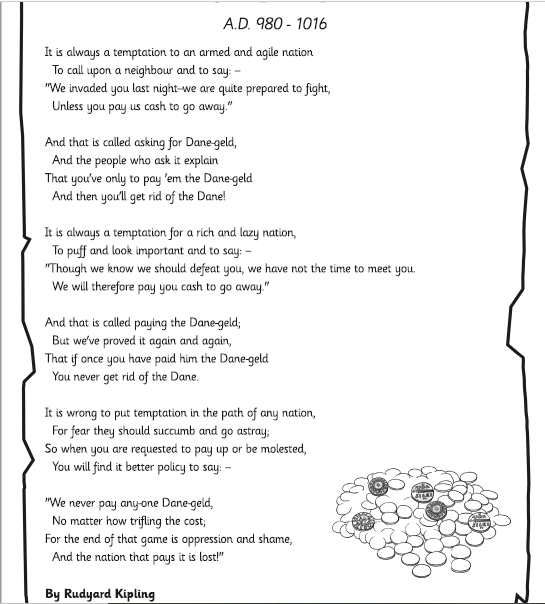 A.D. 980 - 1016
It is always a temptation to an armed and agile nation
To call upon a neighbour and to say: –
"We invaded you last night–we are quite prepared to fight,
Unless you pay us cash to go away."
And that is called asking for Dane-geld,
And the people who ask it explain
That you've only to pay 'em the Dane-geld
And then you'll get rid of the Dane!
It is always a temptation for a rich and lazy nation,
To puff and look important and to say: –
"Though we know we should defeat you, we have not the time to meet you.
We will therefore pay you cash to go away."
And that is called paying the Dane-geld;
But we've proved it again and again,
That if once you have paid him the Dane-geld
You never get rid of the Dane.
It is wrong to put temptation in the path of any nation,
For fear they should succumb and go astray;
So when you are requested to pay up or be molested,
You will find it better policy to say: –
"We never pay any-one Dane-geld,
No matter how trifling the cost;
For the end of that game is oppression and shame,
And the nation that pays it is lost!"
By Rudyard Kipling